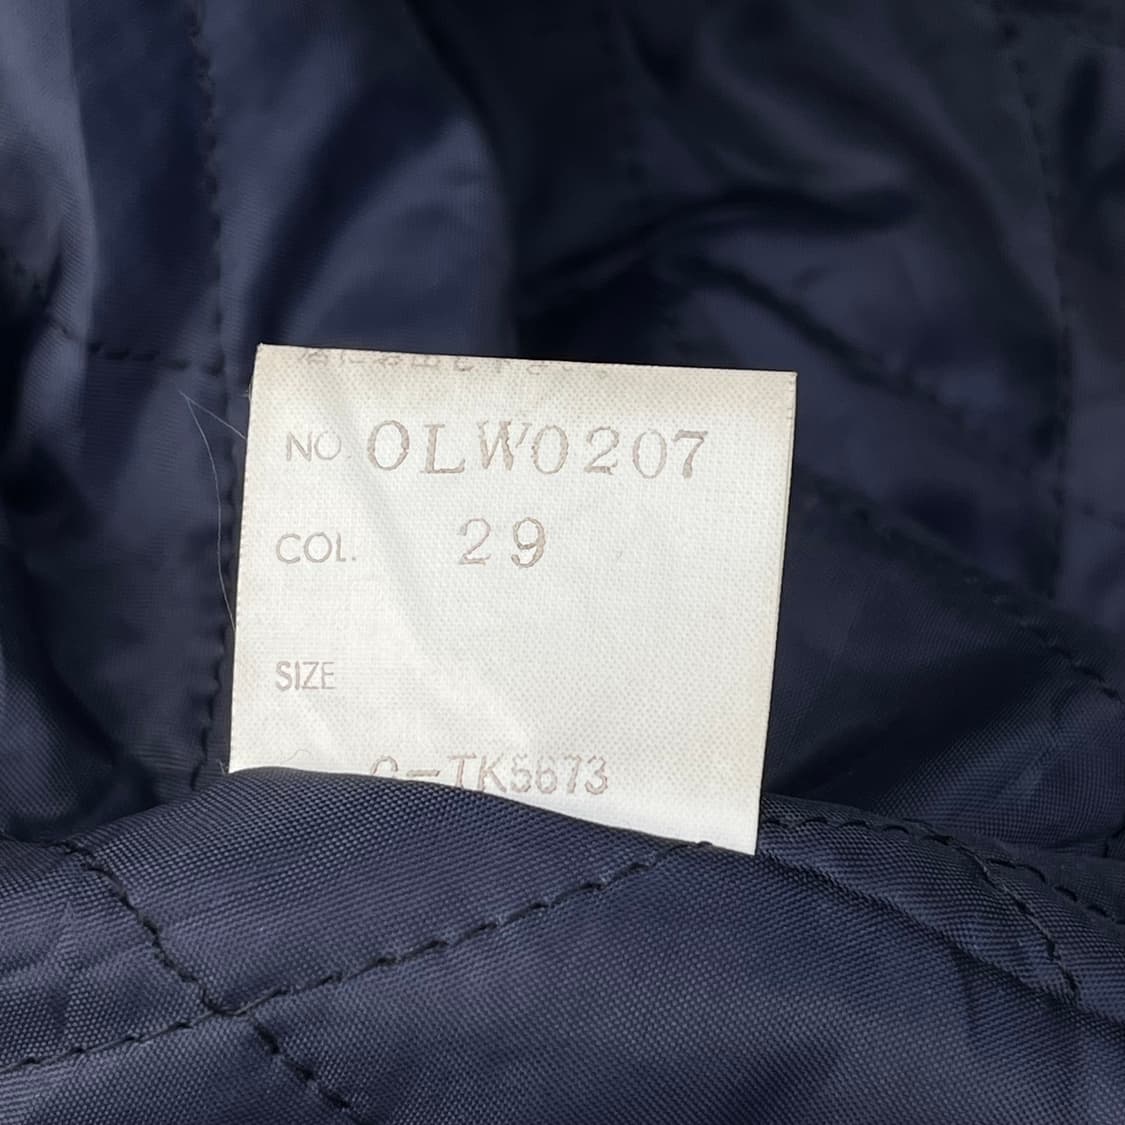 NO. OLW0207
COL. 29
SIZE
C-TK5673